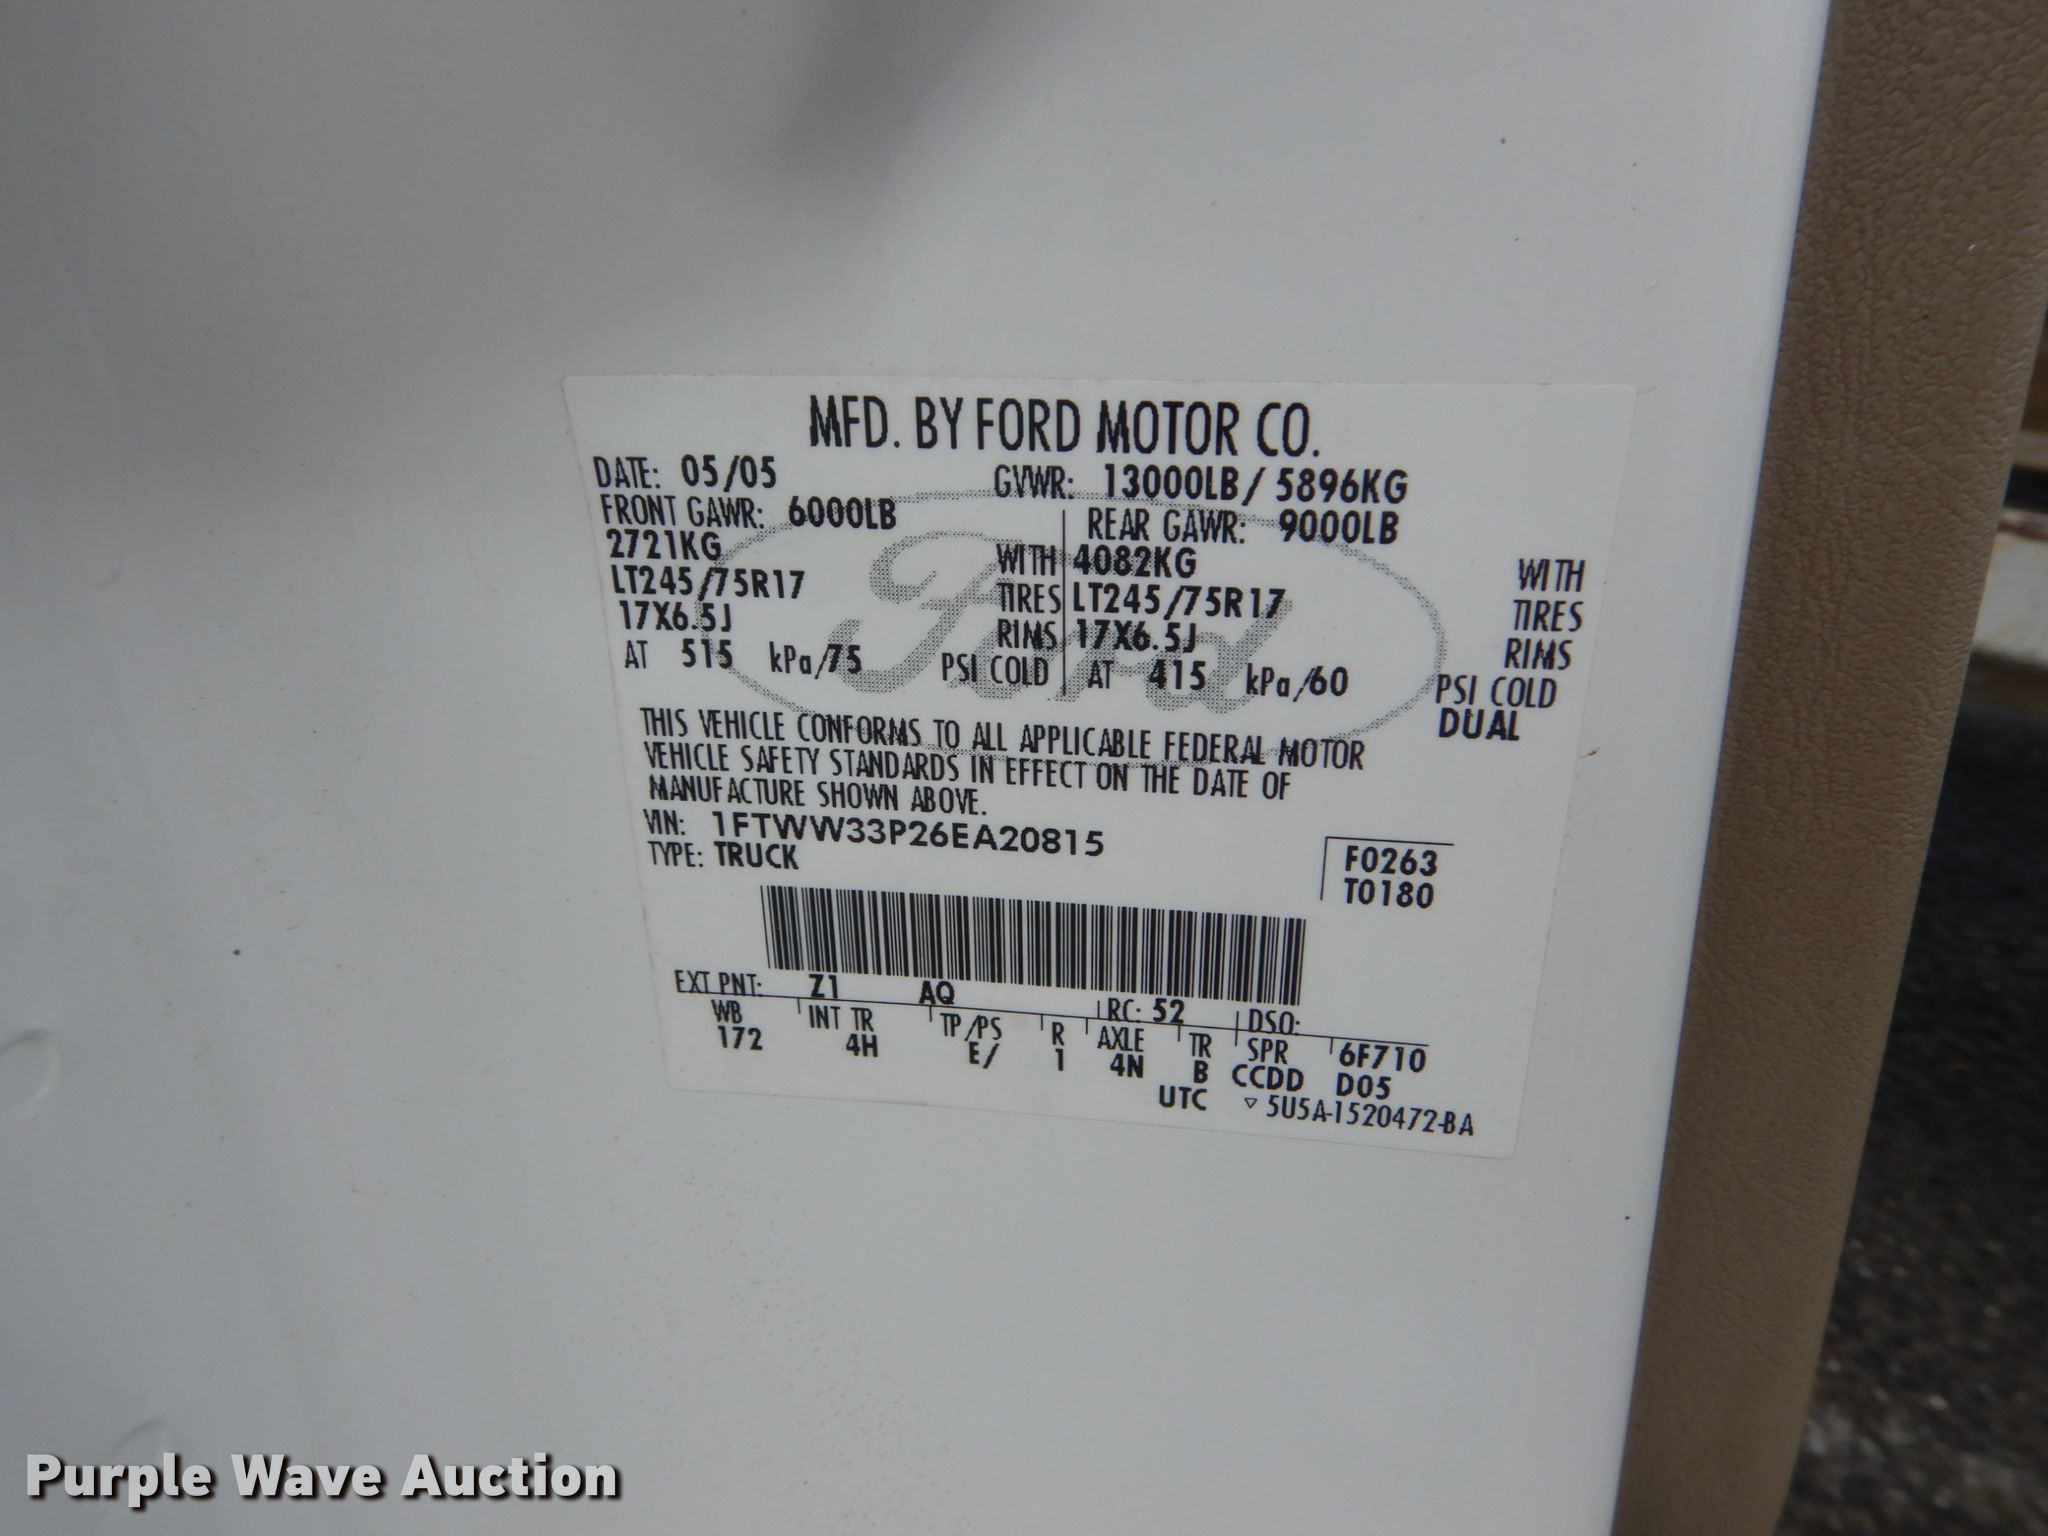 MFD. BY FORD MOTOR CO.
DATE: 05/05 GVWR: 13000LB/ 5896KG
FRONT GAWR: 6000LB REAR GAWR: 9000LB
2721KG WITH 4082KG WITH
LT245/75R17 TIRES LT245/75R17 TIRES
17X6.5J RIMS 17X6.5J RIMS
AT 515 kPa/75 PSI COLD AT 415 kPa/60 PSI COLD
DUAL
Ford
THIS VEHICLE CONFORMS TO ALL APPLICABLE FEDERAL MOTOR
VEHICLE SAFETY STANDARDS IN EFFECT ON THE DATE OF
MANUFACTURE SHOWN ABOVE.
VIN: 1FTWW33P26EA20815
TYPE: TRUCK
F0263
T0180
EXT PNT: Z1 AQ RC: 52 DSO:
WB INT TR TP/PS R AXLE TR SPR 6F710
172 4H E/ 1 4N B CCDD D05
UTC ▽ 5U5A-1520472-BA
Purple Wave Auction